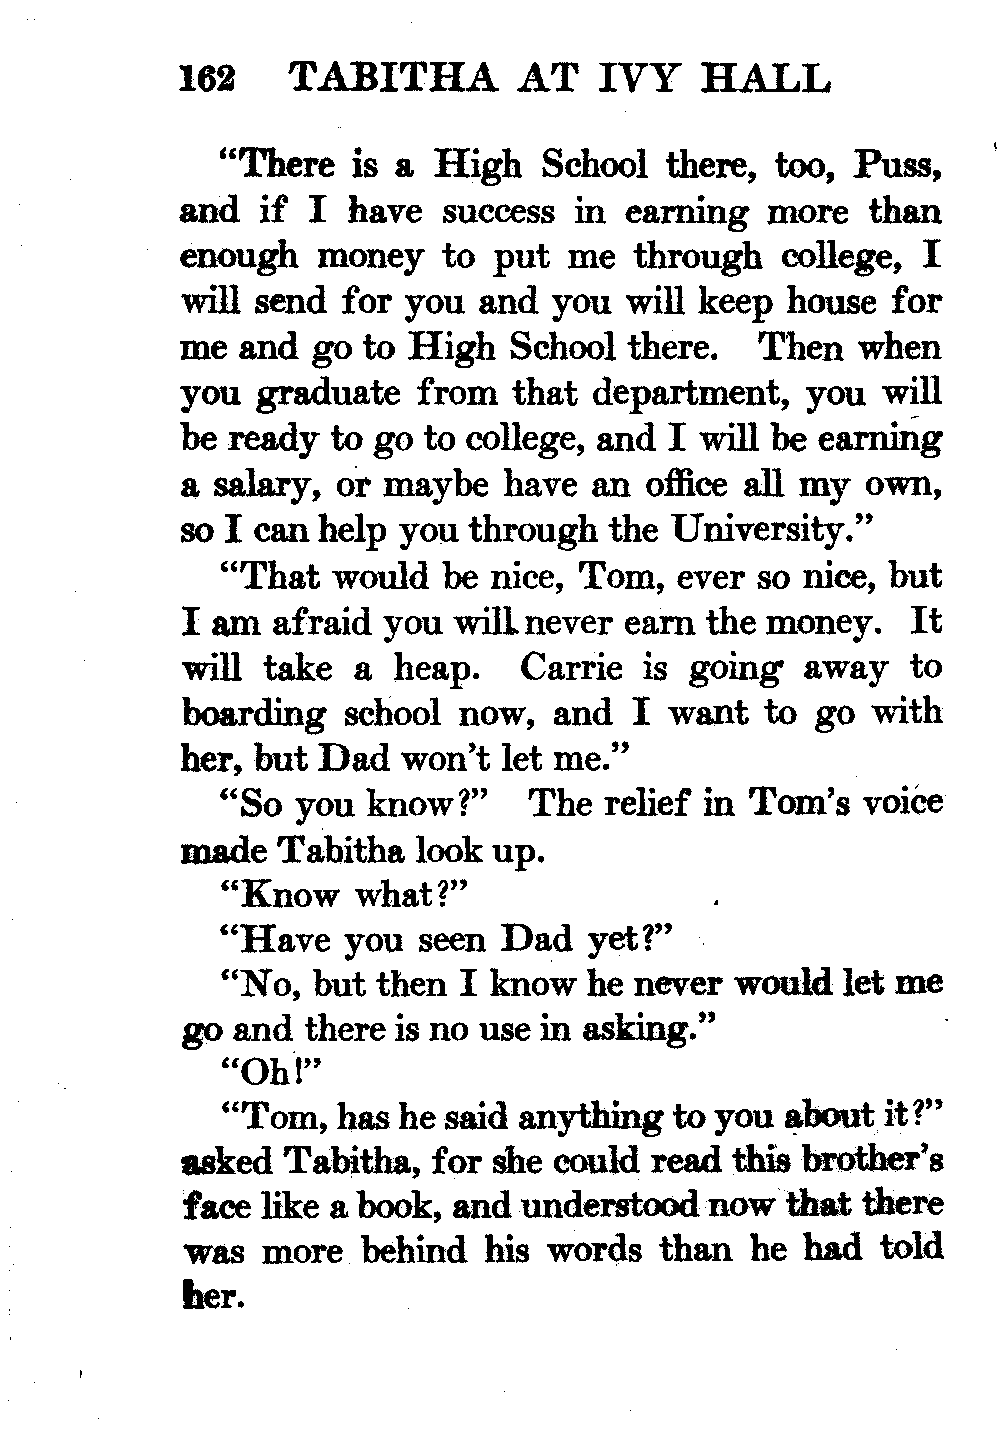 162 TABITHA AT IVY HALL
“There is a High School there, too, Puss,
and if I have success in earning more than
enough money to put me through college, I
will send for you and you will keep house for
me and go to High School there. Then when
you graduate from that department, you will
be ready to go to college, and I will be earning
a salary, or maybe have an office all my own,
so I can help you through the University.”
“That would be nice, Tom, ever so nice, but
I am afraid you will never earn the money. It
will take a heap. Carrie is going away to
boarding school now, and I want to go with
her, but Dad won’t let me.”
“So you know?” The relief in Tom’s voice
made Tabitha look up.
“Know what?”
“Have you seen Dad yet?”
“No, but then I know he never would let me
go and there is no use in asking.”
“Oh!”
“Tom, has he said anything to you about it?”
asked Tabitha, for she could read this brother’s
face like a book, and understood now that there
was more behind his words than he had told
her.